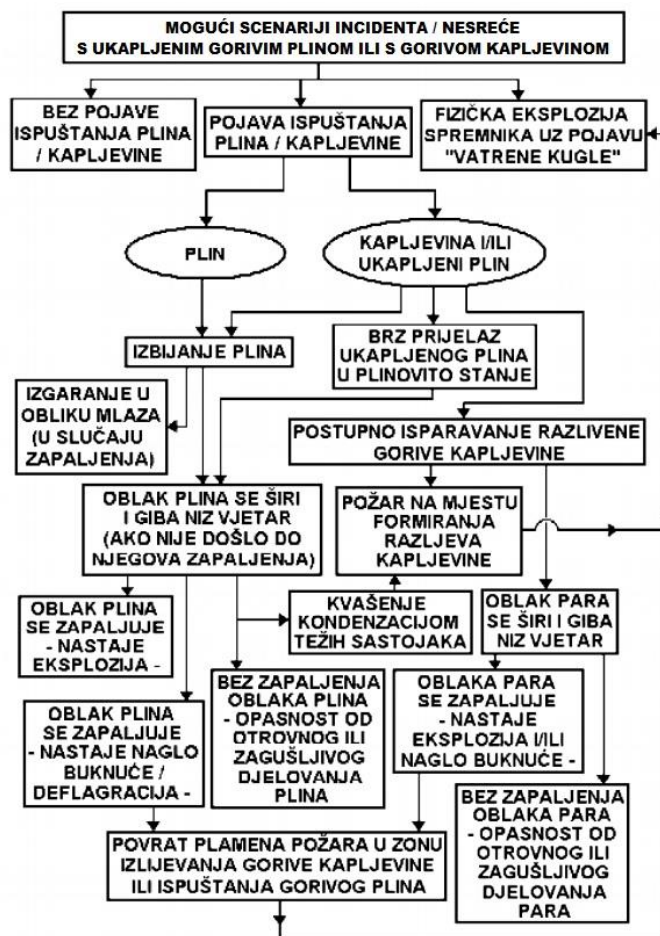 MOGUĆI SCENARIJI INCIDENTA / NESREĆE
S UKAPLJENIM GORIVIM PLINOM ILI S GORIVOM KAPLJEVINOM
BEZ POJAVE
ISPUŠTANJA PLINA
/ KAPLJEVINE
POJAVA ISPUŠTANJA
PLINA / KAPLJEVINE
FIZIČKA EKSPLOZIJA
SPREMNIKA UZ POJAVU
"VATRENE KUGLE"
PLIN
KAPLJEVINA I/ILI
UKAPLJENI PLIN
IZBIJANJE PLINA
BRZ PRIJELAZ
UKAPLJENOG PLINA
U PLINOVITO STANJE
IZGARANJE U
OBLIKU MLAZA
(U SLUČAJU
ZAPALJENJA)
POSTUPNO ISPARAVANJE RAZLIVENE
GORIVE KAPLJEVINE
OBLAK PLINA SE ŠIRI
I GIBA NIZ VJETAR
(AKO NIJE DOŠLO DO
NJEGOVA ZAPALJENJA)
POŽAR NA MJESTU
FORMIRANJA
RAZLJEVA
KAPLJEVINE
OBLAK PLINA
SE ZAPALJUJE
- NASTAJE
EKSPLOZIJA -
KVAŠENJE
KONDENZACIJOM
TEŽIH SASTOJAKA
OBLAK PARA
SE ŠIRI I GIBA
NIZ VJETAR
OBLAK PLINA
SE ZAPALJUJE
- NASTAJE NAGLO
BUKNUĆE /
DEFLAGRACIJA -
BEZ ZAPALJENJA
OBLAKA PLINA
- OPASNOST OD
OTROVNOG ILI
ZAGUŠLJIVOG
DJELOVANJA
PLINA
OBLAKA PARA
SE ZAPALJUJE
- NASTAJE
EKSPLOZIJA I/ILI
NAGLO BUKNUĆE -
BEZ ZAPALJENJA
OBLAKA PARA
- OPASNOST OD
OTROVNOG ILI
ZAGUŠLJIVOG
DJELOVANJA
PARA
POVRAT PLAMENA POŽARA U ZONU
IZLIJEVANJA GORIVE KAPLJEVINE
ILI ISPUŠTANJA GORIVOG PLINA